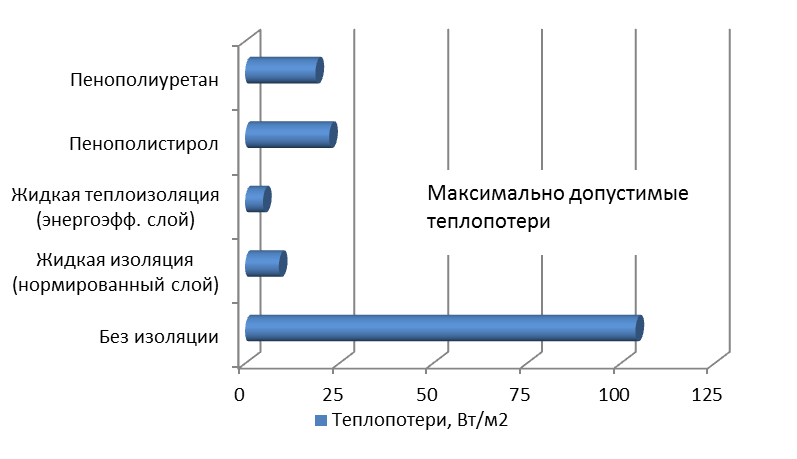 Пенополиуретан
Пенополистирол
Жидкая теплоизоляция
(энергоэфф. слой)
Жидкая изоляция
(нормированный слой)
Без изоляции
Максимально допустимые
теплопотери
0 25 50 75 100 125
Теплопотери, Вт/м2